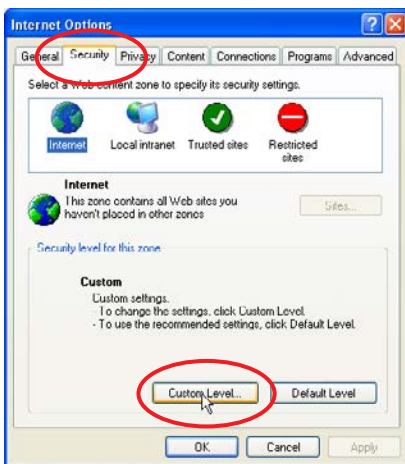 Internet Options
General Security Privacy Content Connections Programs Advanced
Select a Web content zone to specify its security settings.
Internet Local intranet Trusted sites Restricted
sites
Internet
This zone contains all Web sites you
haven't placed in other zones
Sites...
Security level for this zone
Custom
Custom settings.
- To change the settings, click Custom Level.
- To use the recommended settings, click Default Level.
Custom Level... Default Level
OK Cancel Apply